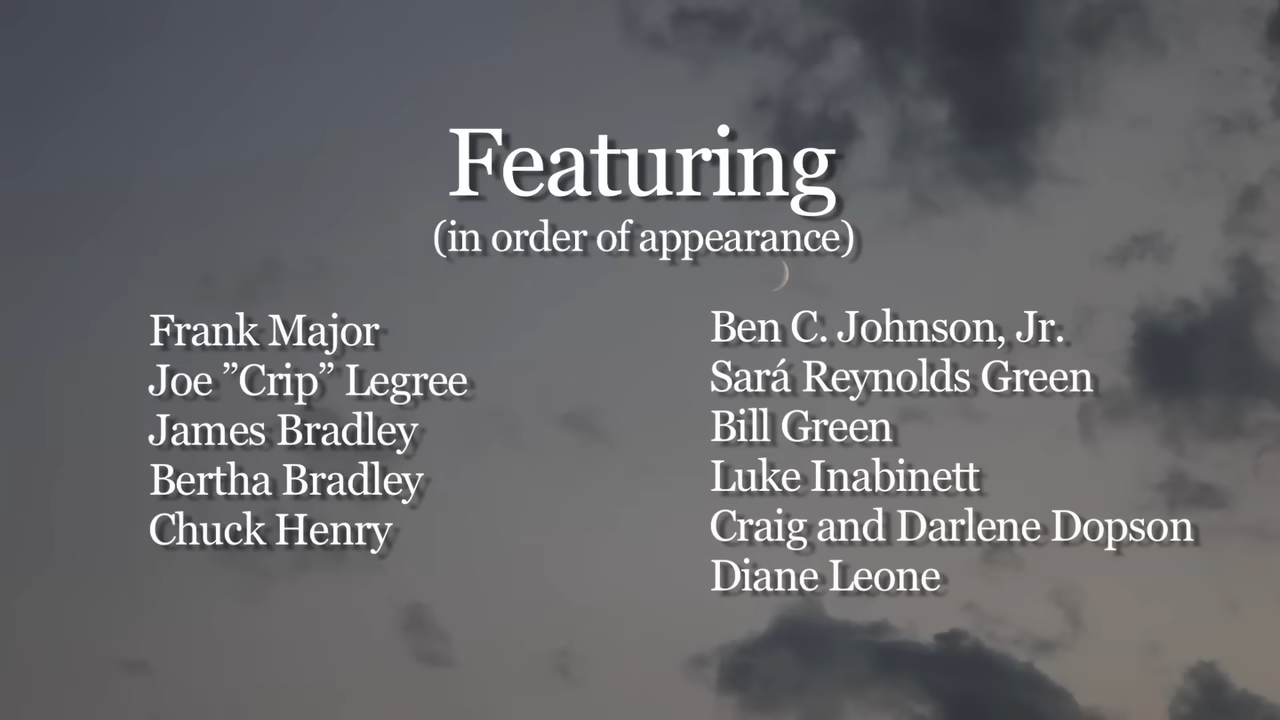 Featuring
(in order of appearance)
Frank Major
Joe ”Crip” Legree
James Bradley
Bertha Bradley
Chuck Henry
Ben C. Johnson, Jr.
Sará Reynolds Green
Bill Green
Luke Inabinett
Craig and Darlene Dopson
Diane Leone